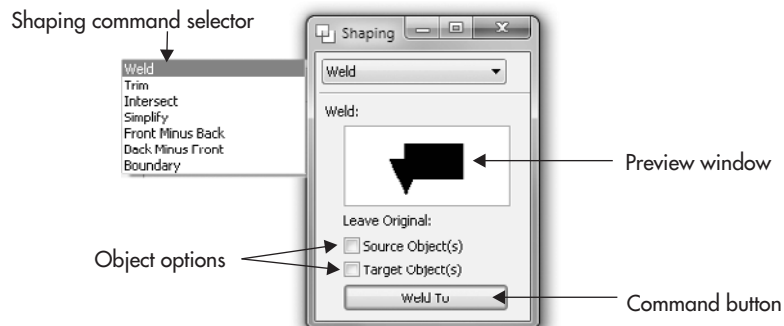 Shaping command selector
Shaping
Weld
Trim
Intersect
Simplify
Front Minus Back
Back Minus Front
Boundary
Weld
Weld:
Preview window
Leave Original:
Source Object(s)
Object options
Target Object(s)
Weld To
Command button